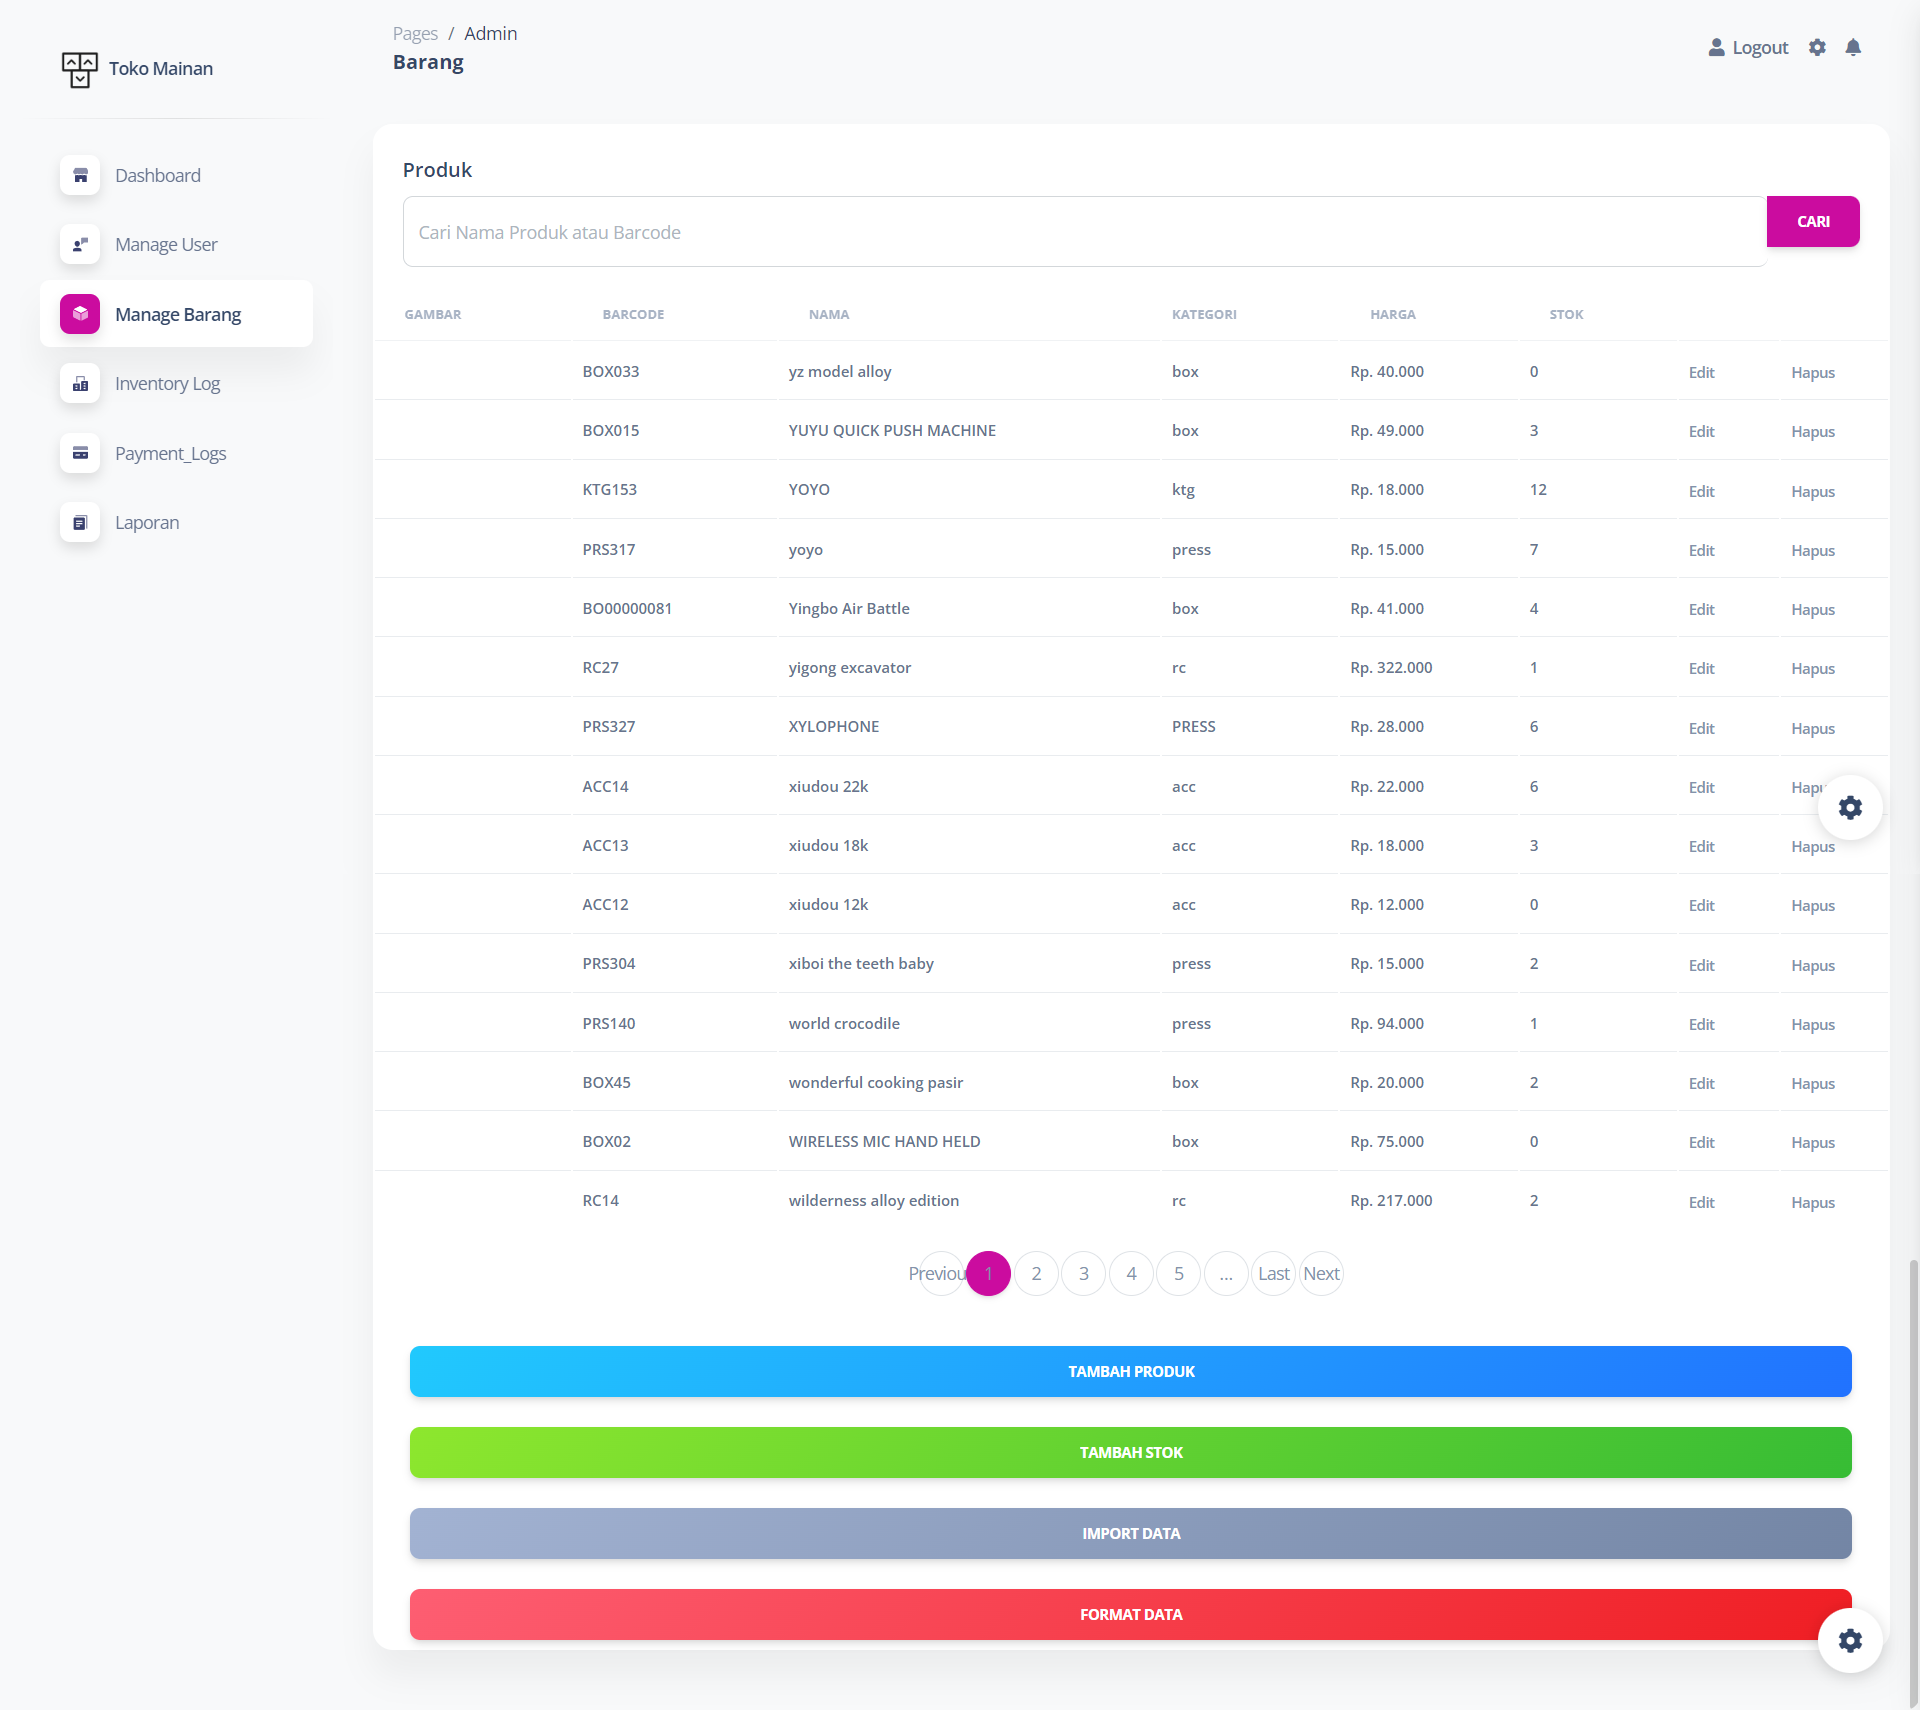 Toko Mainan
Dashboard
Manage User
Manage Barang
Inventory Log
Payment_Logs
Laporan
Pages / Admin
Barang
Logout
Produk
Cari Nama Produk atau Barcode
CARI
GAMBAR BARCODE NAMA KATEGORI HARGA STOK
BOX033 yz model alloy box Rp. 40.000 0 Edit Hapus
BOX015 YUYU QUICK PUSH MACHINE box Rp. 49.000 3 Edit Hapus
KTG153 YOYO ktg Rp. 18.000 12 Edit Hapus
PRS317 yoyo press Rp. 15.000 7 Edit Hapus
BO00000081 Yingbo Air Battle box Rp. 41.000 4 Edit Hapus
RC27 yigong excavator rc Rp. 322.000 1 Edit Hapus
PRS327 XYLOPHONE PRESS Rp. 28.000 6 Edit Hapus
ACC14 xiudou 22k acc Rp. 22.000 6 Edit Hapu
ACC13 xiudou 18k acc Rp. 18.000 3 Edit Hapus
ACC12 xiudou 12k acc Rp. 12.000 0 Edit Hapus
PRS304 xiboi the teeth baby press Rp. 15.000 2 Edit Hapus
PRS140 world crocodile press Rp. 94.000 1 Edit Hapus
BOX45 wonderful cooking pasir box Rp. 20.000 2 Edit Hapus
BOX02 WIRELESS MIC HAND HELD box Rp. 75.000 0 Edit Hapus
RC14 wilderness alloy edition rc Rp. 217.000 2 Edit Hapus
Previou 1 2 3 4 5 ... Last Next
TAMBAH PRODUK
TAMBAH STOK
IMPORT DATA
FORMAT DATA